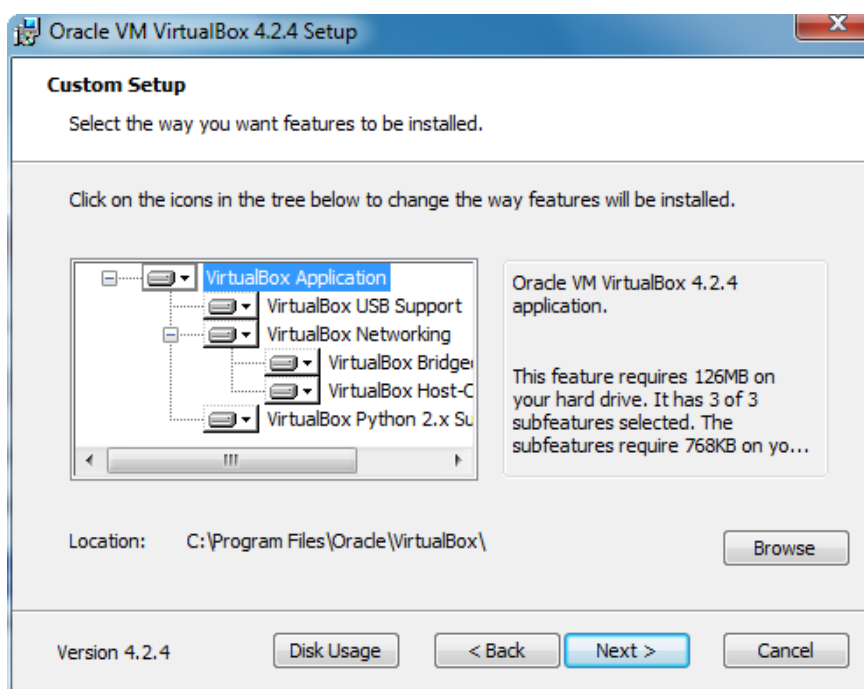 Oracle VM VirtualBox 4.2.4 Setup
Custom Setup
Select the way you want features to be installed.
Click on the icons in the tree below to change the way features will be installed.
VirtualBox Application
VirtualBox USB Support
VirtualBox Networking
VirtualBox Bridge
VirtualBox Host-C
VirtualBox Python 2.x Su
Oracle VM VirtualBox 4.2.4
application.
This feature requires 126MB on
your hard drive. It has 3 of 3
subfeatures selected. The
subfeatures require 768KB on yo...
Location: C:\Program Files\Oracle\VirtualBox\
Browse
Version 4.2.4 Disk Usage < Back Next > Cancel